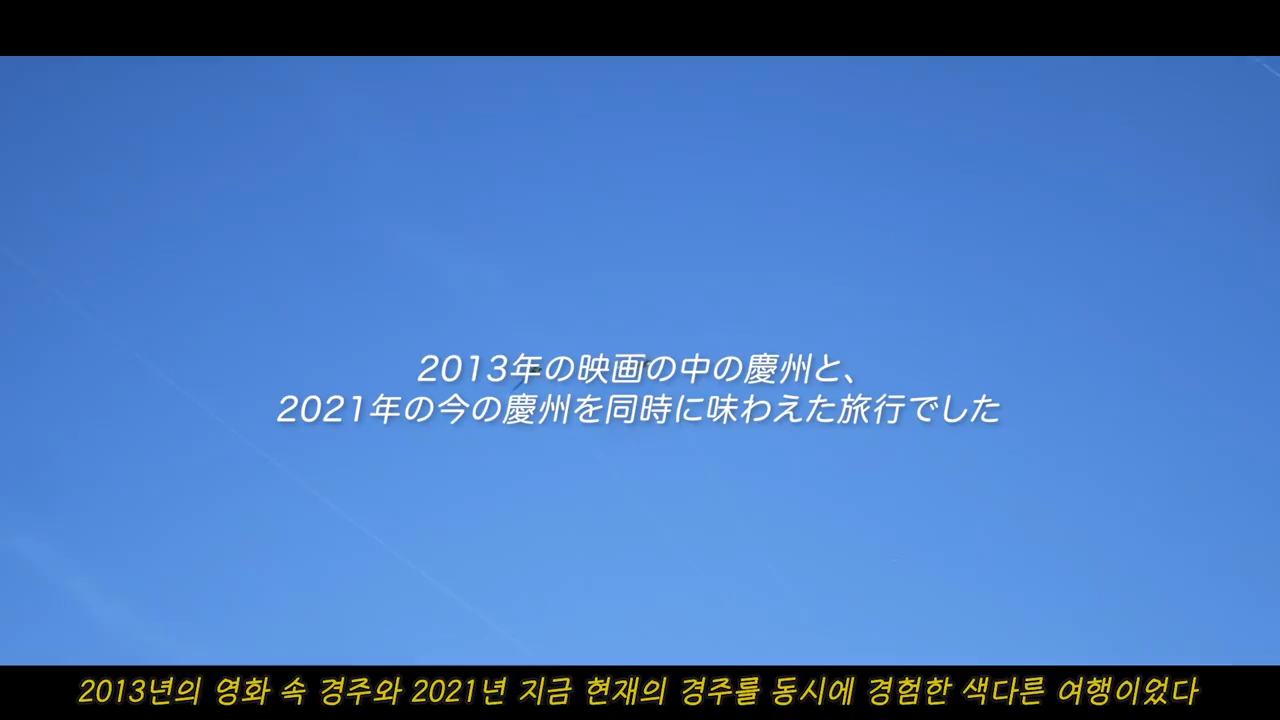 2013年の映画の中の慶州と、
2021年の今の慶州を同時に味わえた旅行でした
2013년의 영화 속 경주와 2021년 지금 현재의 경주를 동시에 경험한 색다른 여행이었다